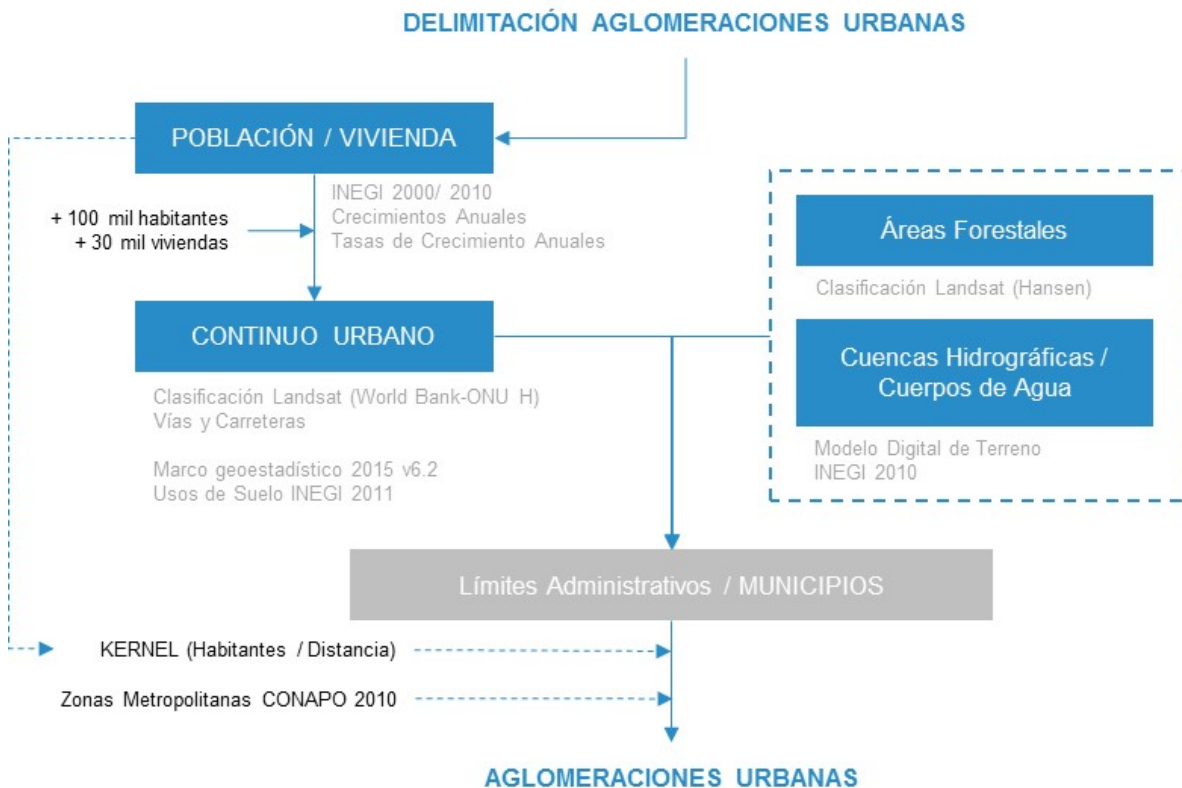 DELIMITACIÓN AGLOMERACIONES URBANAS
POBLACIÓN / VIVIENDA
INEGI 2000/ 2010
Crecimientos Anuales
Tasas de Crecimiento Anuales
+ 100 mil habitantes
+ 30 mil viviendas
CONTINUO URBANO
Clasificación Landsat (World Bank-ONU H)
Vías y Carreteras
Marco geoestadístico 2015 v6.2
Usos de Suelo INEGI 2011
Áreas Forestales
Clasificación Landsat (Hansen)
Cuencas Hidrográficas /
Cuerpos de Agua
Modelo Digital de Terreno
INEGI 2010
Límites Administrativos / MUNICIPIOS
KERNEL (Habitantes / Distancia)
Zonas Metropolitanas CONAPO 2010
AGLOMERACIONES URBANAS